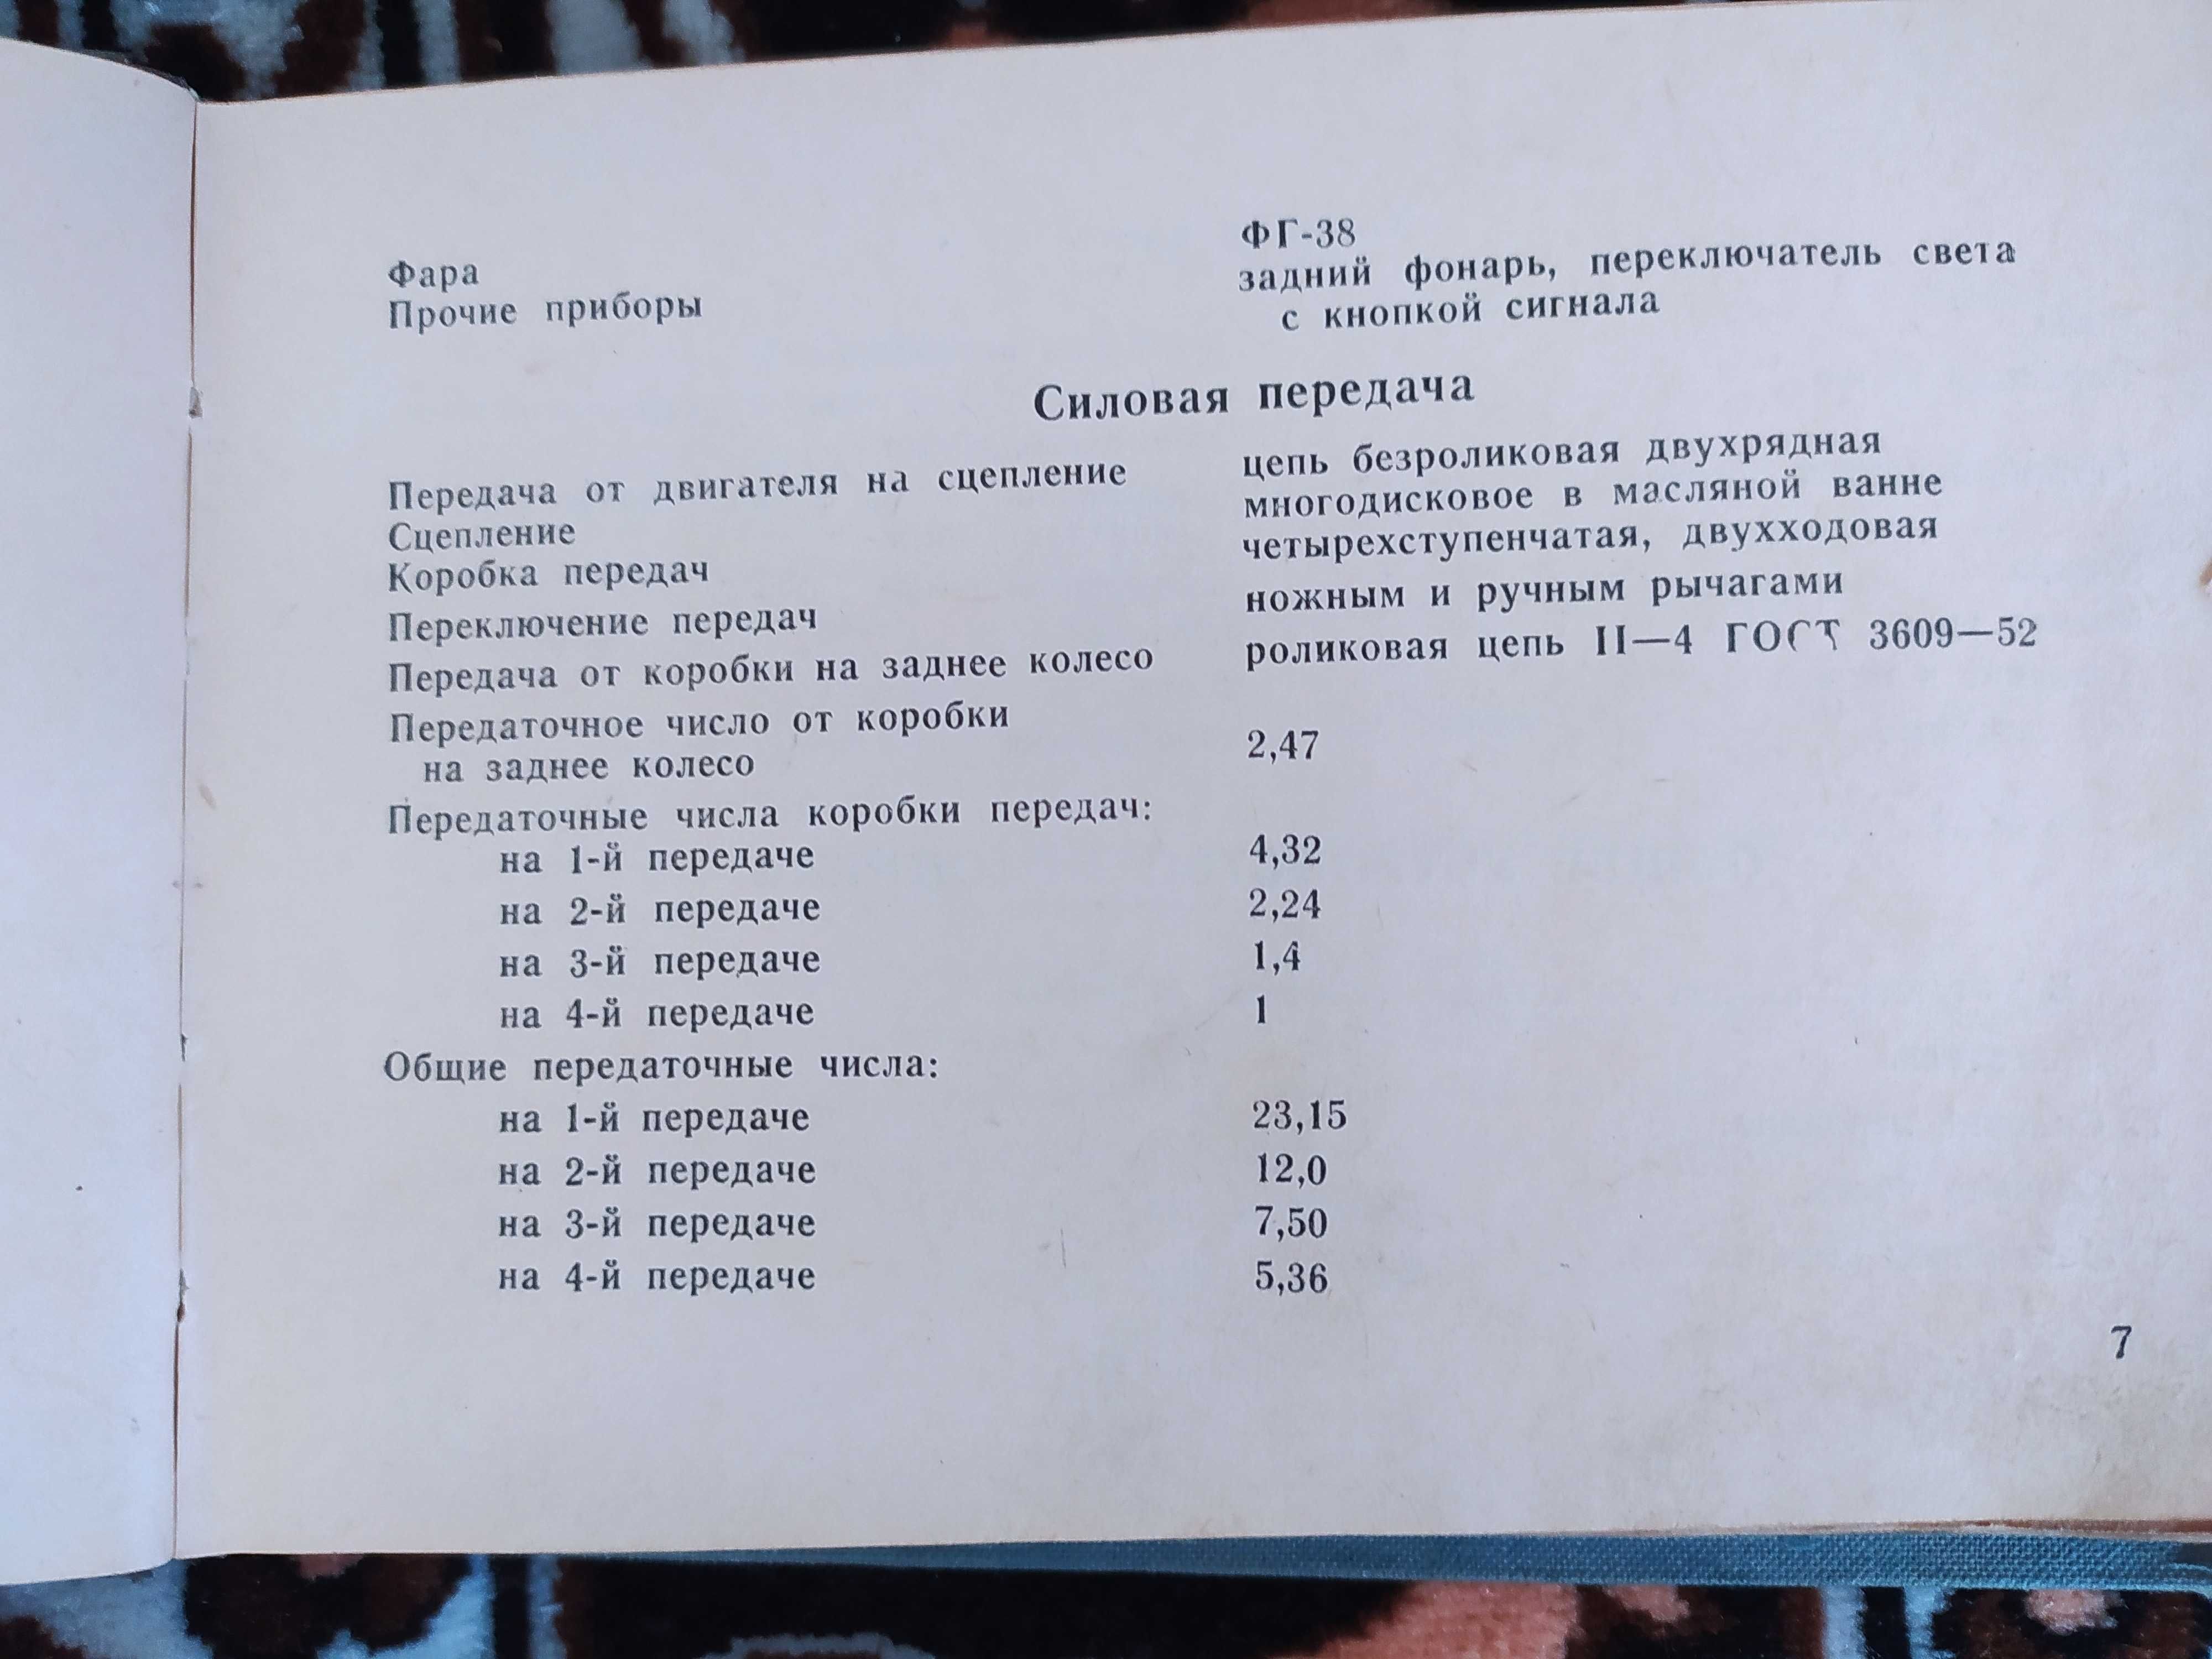 Фара ФГ-38
Прочие приборы задний фонарь, переключатель света
с кнопкой сигнала
Силовая передача
Передача от двигателя на сцепление цепь безроликовая двухрядная
Сцепление многодисковое в масляной ванне
Коробка передач четырехступенчатая, двухходовая
Переключение передач ножным и ручным рычагами
Передача от коробки на заднее колесо роликовая цепь II—4 ГОСТ 3609—52
Передаточное число от коробки
на заднее колесо 2,47
Передаточные числа коробки передач:
на 1-й передаче 4,32
на 2-й передаче 2,24
на 3-й передаче 1,4
на 4-й передаче 1
Общие передаточные числа:
на 1-й передаче 23,15
на 2-й передаче 12,0
на 3-й передаче 7,50
на 4-й передаче 5,36
7